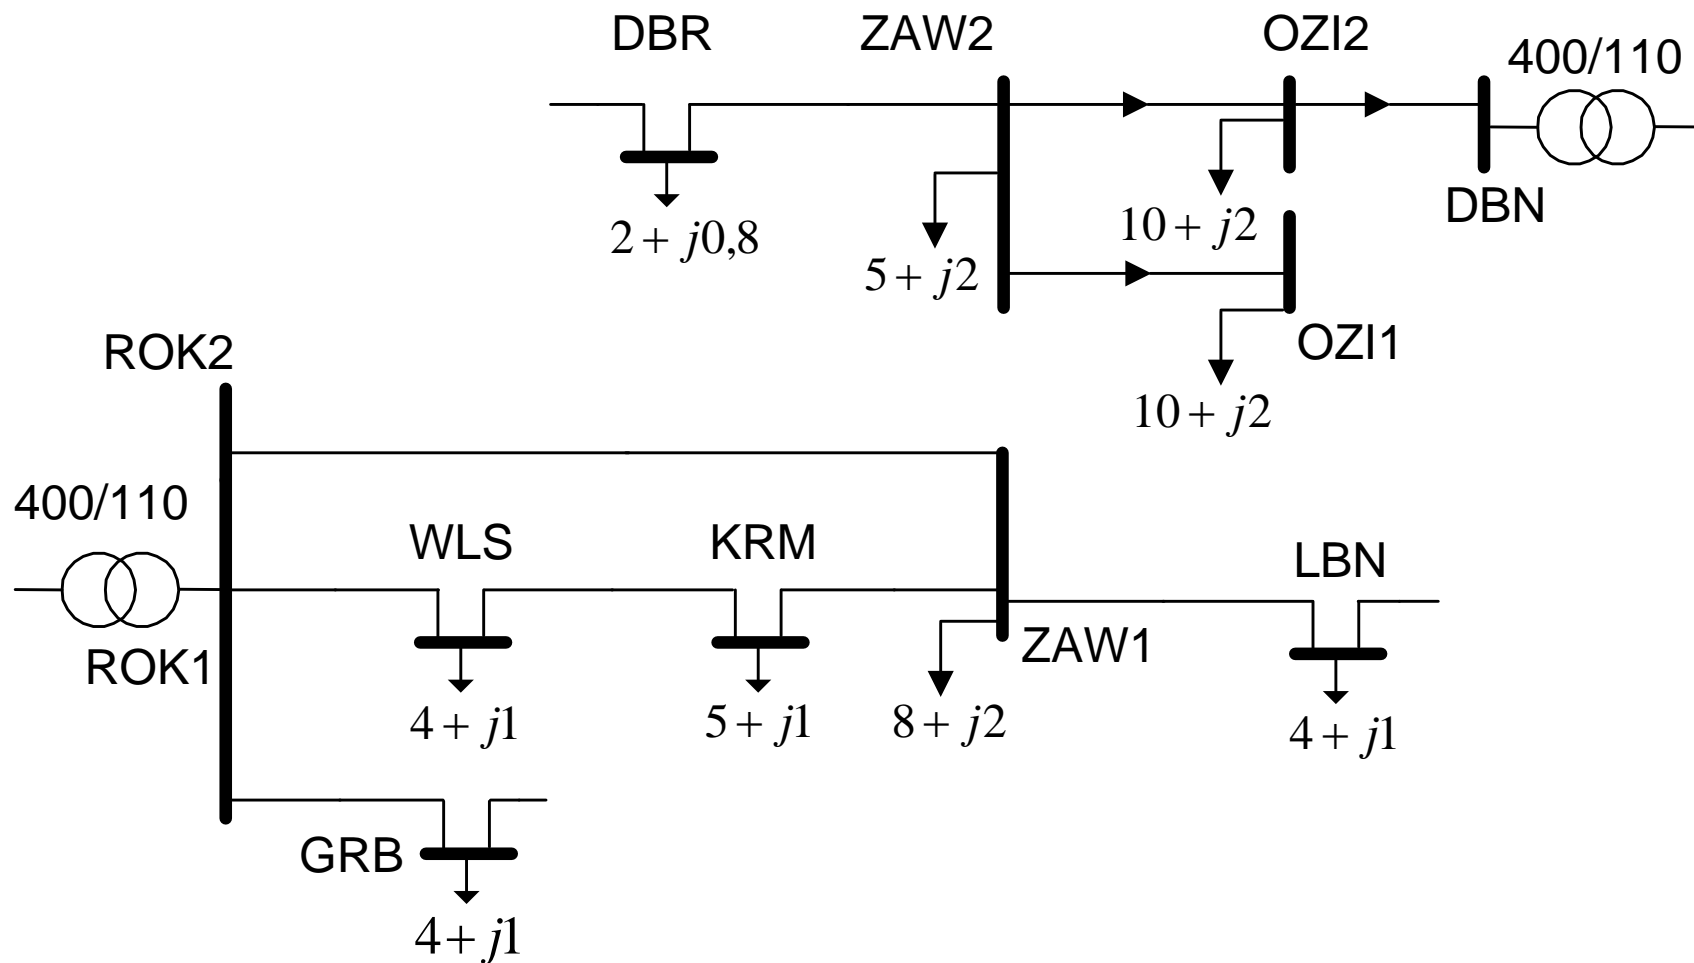 DBR
ZAW2
OZI2
400/110
DBN
2 + j0,8
5 + j2
10 + j2
OZI1
10 + j2
ROK2
400/110
WLS
KRM
LBN
ROK1
ZAW1
4 + j1
5 + j1
8 + j2
4 + j1
GRB
4 + j1